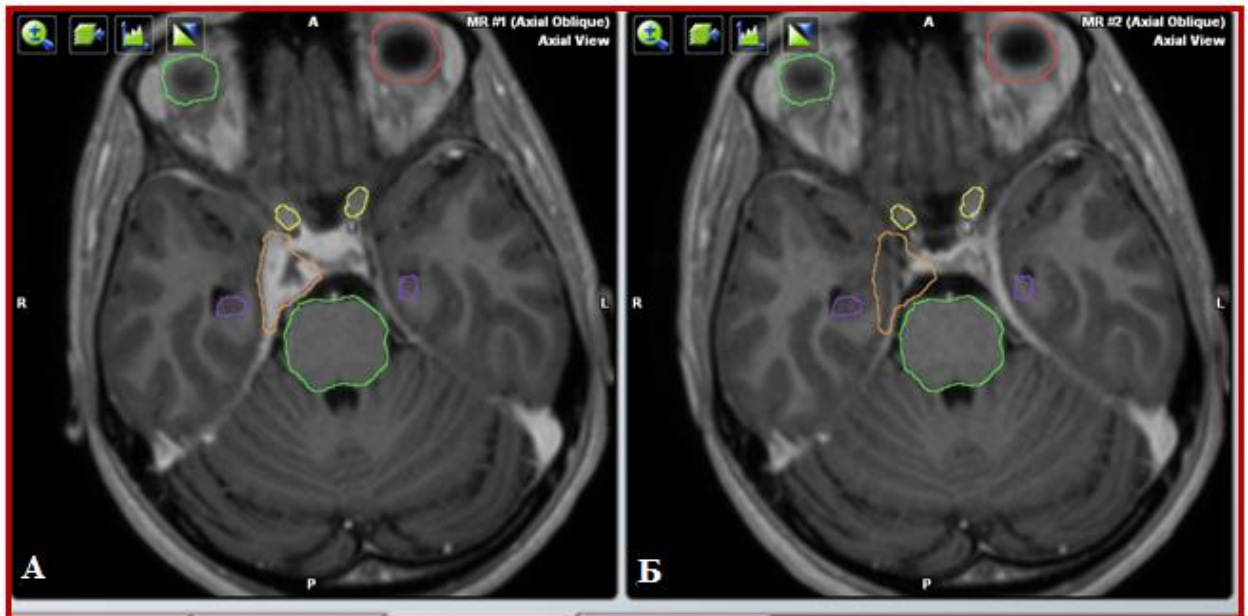 A
MR #1 (Axial Oblique)
Axial View
R
L
P
А
A
MR #2 (Axial Oblique)
Axial View
R
L
P
Б